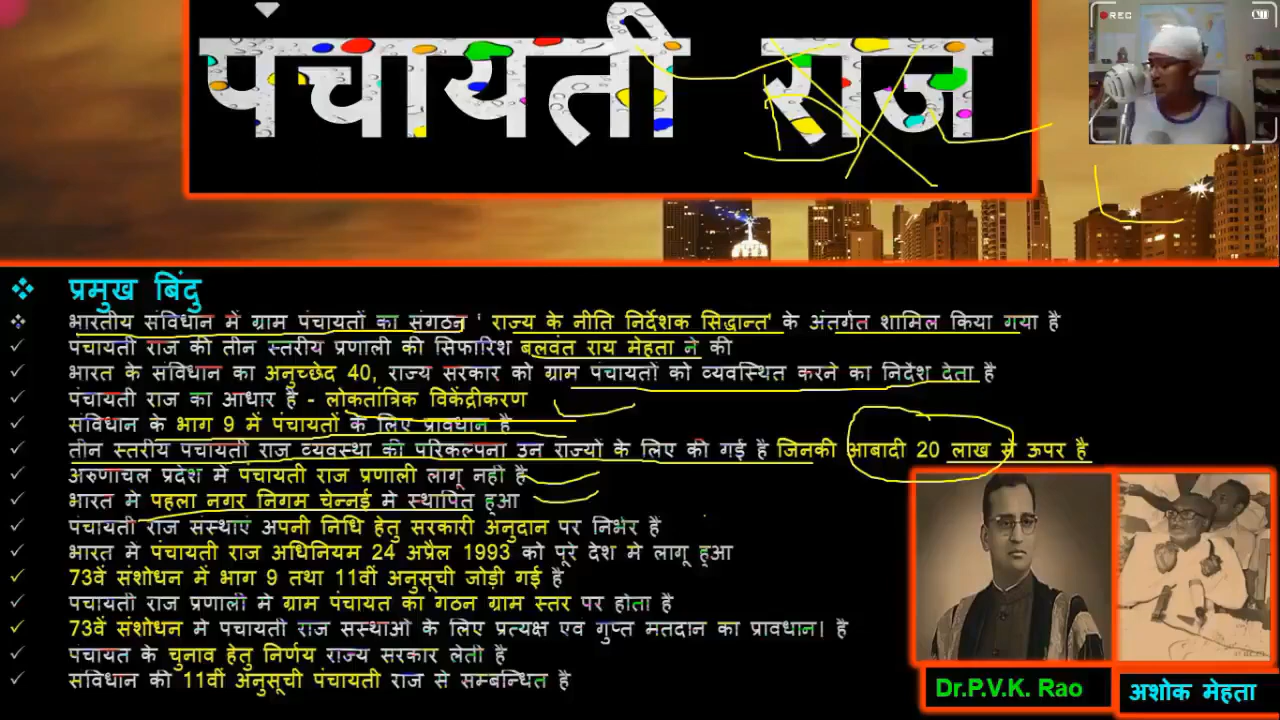 REC
पंचायती राज
प्रमुख बिंदु
भारतीय संविधान में ग्राम पंचायतों का संगठन ' राज्य के नीति निर्देशक सिद्धान्त' के अंतर्गत शामिल किया गया है
पंचायती राज की तीन स्तरीय प्रणाली की सिफारिश बलवंत राय मेहता ने की
भारत के संविधान का अनुच्छेद 40, राज्य सरकार को ग्राम पंचायतों को व्यवस्थित करने का निर्देश देता है
पंचायती राज का आधार है - लोकतांत्रिक विकेंद्रीकरण
संविधान के भाग 9 में पंचायतों के लिए प्रावधान है
तीन स्तरीय पंचायती राज व्यवस्था की परिकल्पना उन राज्यों के लिए की गई है जिनकी आबादी 20 लाख से ऊपर है
अरुणाचल प्रदेश में पंचायती राज प्रणाली लागू नही है
भारत मे पहला नगर निगम चेन्नई मे स्थापित हुआ
पंचायती राज संस्थाएं अपनी निधि हेतु सरकारी अनुदान पर निर्भर है
भारत मे पंचायती राज अधिनियम 24 अप्रैल 1993 को पूरे देश मे लागू हुआ
73वें संशोधन में भाग 9 तथा 11वीं अनुसूची जोड़ी गई है
पंचायती राज प्रणाली मे ग्राम पंचायत का गठन ग्राम स्तर पर होता है
73वें संशोधन मे पंचायती राज संस्थाओ के लिए प्रत्यक्ष एवं गुप्त मतदान का प्रावधान। है
पंचायत के चुनाव हेतु निर्णय राज्य सरकार लेती है
संविधान की 11वीं अनुसूची पंचायती राज से सम्बन्धित है
Dr.P.V.K. Rao
अशोक मेहता